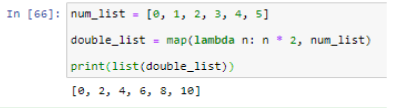 In [66]: num_list = [0, 1, 2, 3, 4, 5]
double_list = map(lambda n: n * 2, num_list)
print(list(double_list))
[0, 2, 4, 6, 8, 10]